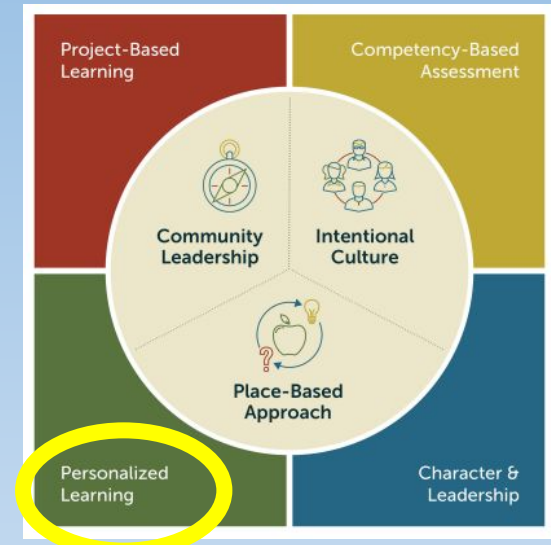 Project-Based
Learning
Competency-Based
Assessment
Community
Leadership
Intentional
Culture
?
Place-Based
Approach
Personalized
Learning
Character &
Leadership